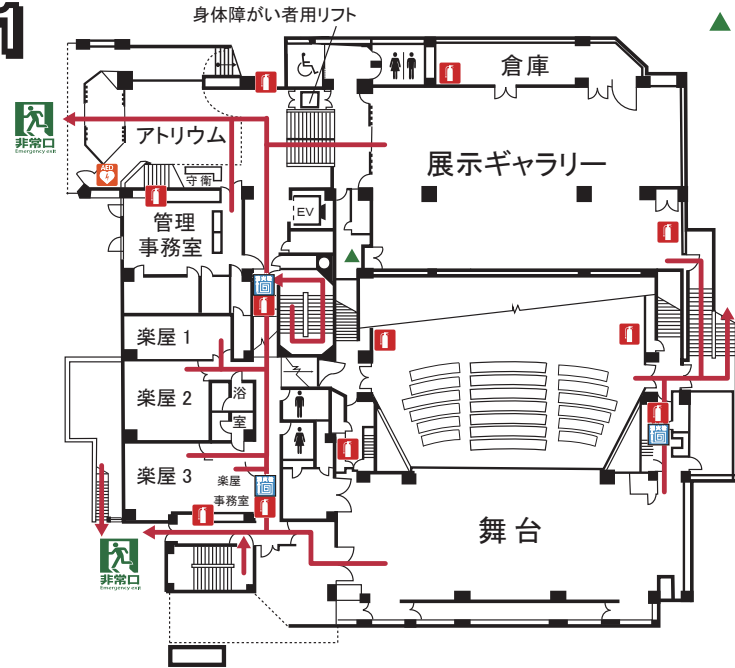 1
身体障がい者用リフト
倉庫
非常口
Emergency exit
アトリウム
展示ギャラリー
AED
守衛
管理
事務室
EV
楽屋 1
楽屋 2
浴
室
楽屋 3
楽屋
事務室
舞台
非常口
Emergency exit